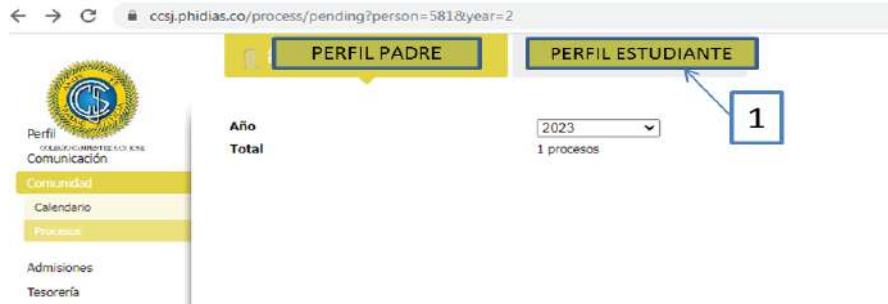 ccsj.phidias.co/process/pending?person=581&year=2
PERFIL PADRE
PERFIL ESTUDIANTE
1
Año
2023
Total
1 procesos
Perfil
Comunicación
Comunidad
Calendario
Procesos
Admisiones
Tesorería